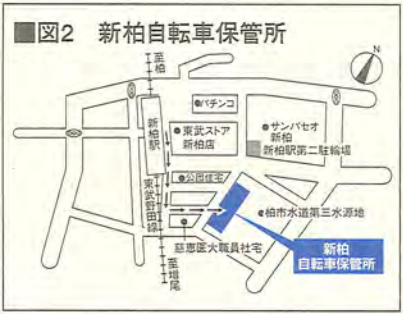 ■図2 新柏自転車保管所
至柏
N
パチンコ
新柏駅
東武ストア
新柏店
サンパセオ
新柏
新柏駅第二駐輪場
公団住宅
東武野田線
柏市水道第三水源地
慈恵医大職員社宅
新柏
自転車保管所
至増尾